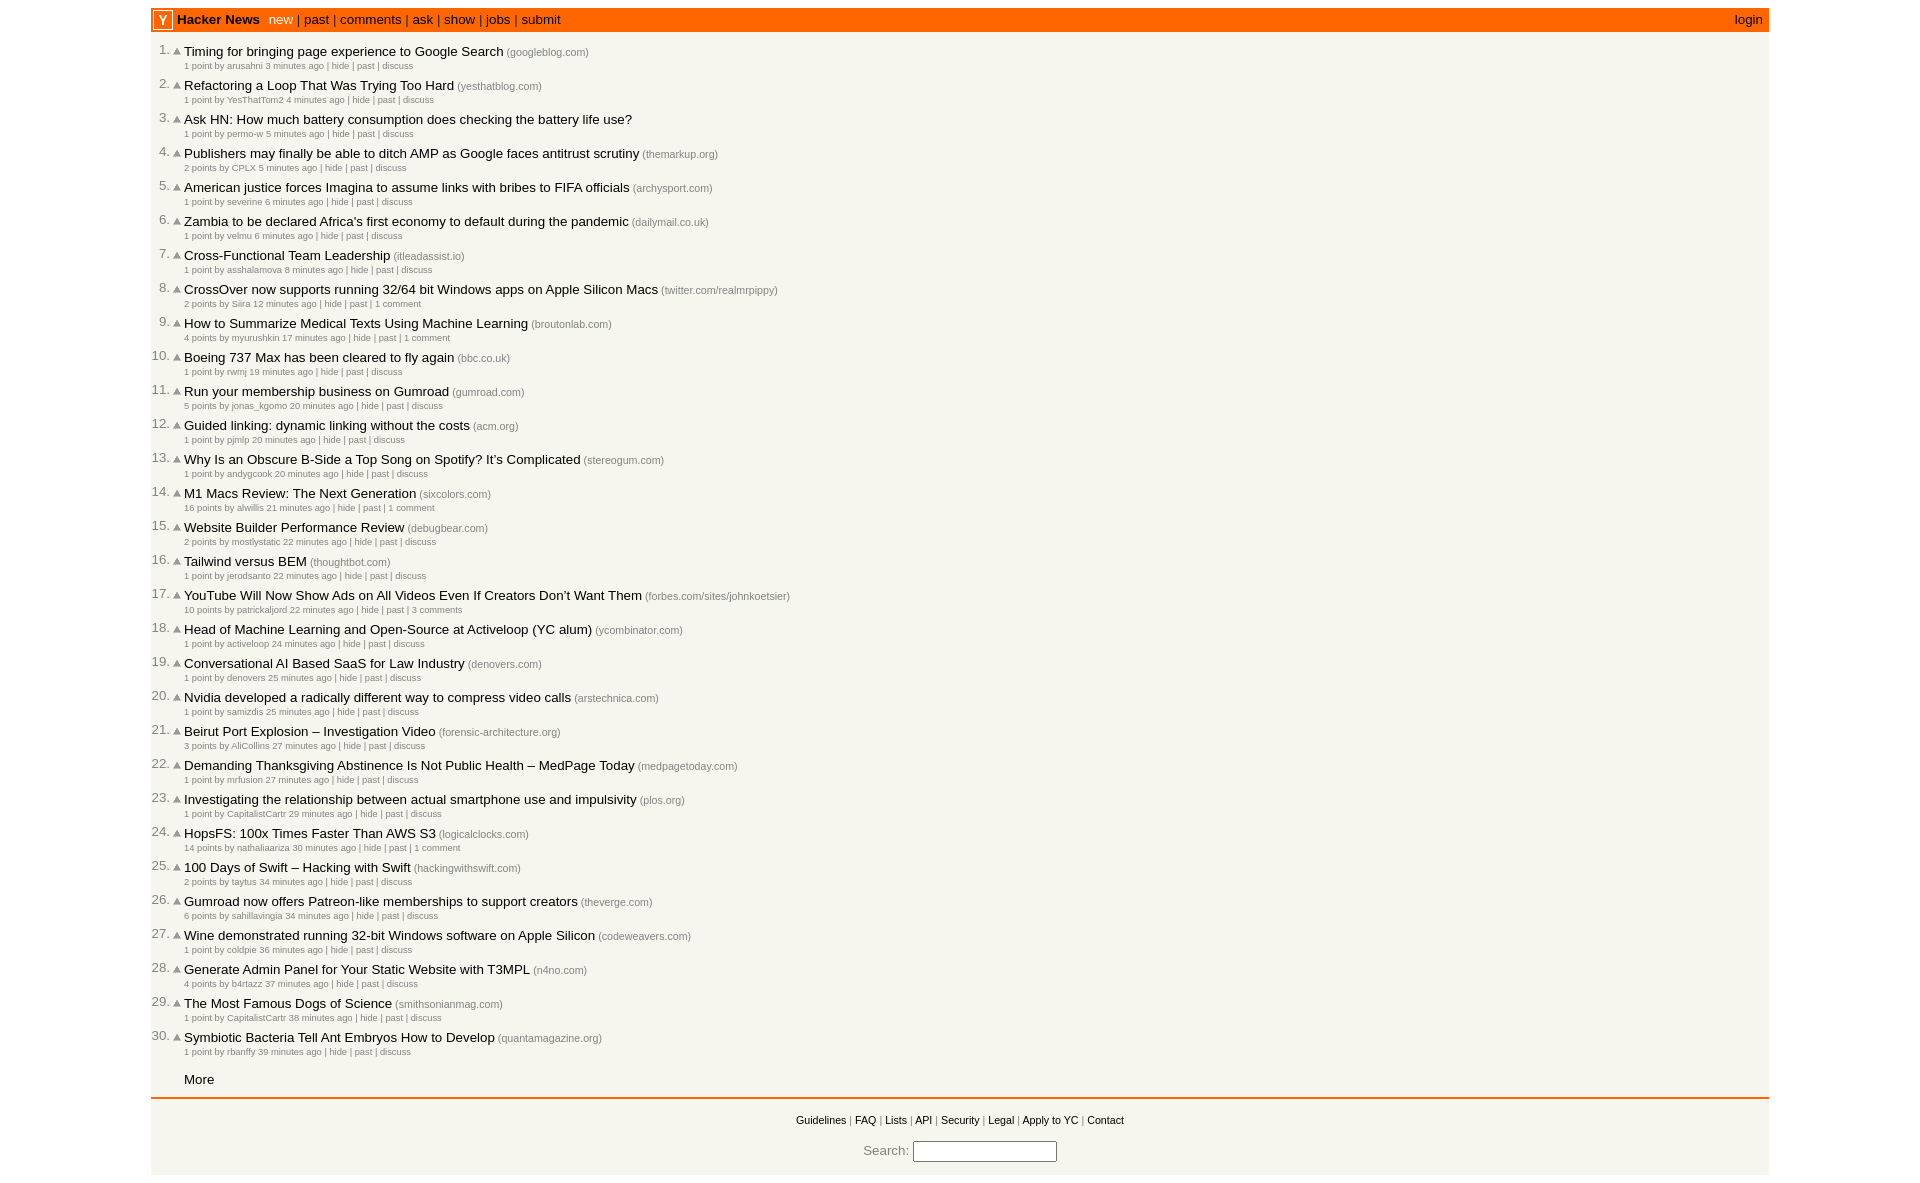 Y Hacker News new | past | comments | ask | show | jobs | submit login
1. Timing for bringing page experience to Google Search (googleblog.com)
1 point by arusahni 3 minutes ago | hide | past | discuss
2. Refactoring a Loop That Was Trying Too Hard (yesthatblog.com)
1 point by YesThatTom2 4 minutes ago | hide | past | discuss
3. Ask HN: How much battery consumption does checking the battery life use?
1 point by permo-w 5 minutes ago | hide | past | discuss
4. Publishers may finally be able to ditch AMP as Google faces antitrust scrutiny (themarkup.org)
2 points by CPLX 5 minutes ago | hide | past | discuss
5. American justice forces Imagina to assume links with bribes to FIFA officials (archysport.com)
1 point by severine 6 minutes ago | hide | past | discuss
6. Zambia to be declared Africa's first economy to default during the pandemic (dailymail.co.uk)
1 point by velmu 6 minutes ago | hide | past | discuss
7. Cross-Functional Team Leadership (itleadassist.io)
1 point by asshalamova 8 minutes ago | hide | past | discuss
8. CrossOver now supports running 32/64 bit Windows apps on Apple Silicon Macs (twitter.com/realmrpippy)
2 points by Siira 12 minutes ago | hide | past | 1 comment
9. How to Summarize Medical Texts Using Machine Learning (broutonlab.com)
4 points by myurushkin 17 minutes ago | hide | past | 1 comment
10. Boeing 737 Max has been cleared to fly again (bbc.co.uk)
1 point by rwmj 19 minutes ago | hide | past | discuss
11. Run your membership business on Gumroad (gumroad.com)
5 points by jonas_kgomo 20 minutes ago | hide | past | discuss
12. Guided linking: dynamic linking without the costs (acm.org)
1 point by pjmlp 20 minutes ago | hide | past | discuss
13. Why Is an Obscure B-Side a Top Song on Spotify? It’s Complicated (stereogum.com)
1 point by andygcook 20 minutes ago | hide | past | discuss
14. M1 Macs Review: The Next Generation (sixcolors.com)
16 points by alwillis 21 minutes ago | hide | past | 1 comment
15. Website Builder Performance Review (debugbear.com)
2 points by mostlystatic 22 minutes ago | hide | past | discuss
16. Tailwind versus BEM (thoughtbot.com)
1 point by jerodsanto 22 minutes ago | hide | past | discuss
17. YouTube Will Now Show Ads on All Videos Even If Creators Don’t Want Them (forbes.com/sites/johnkoetsier)
10 points by patrickaljord 22 minutes ago | hide | past | 3 comments
18. Head of Machine Learning and Open-Source at Activeloop (YC alum) (ycombinator.com)
1 point by activeloop 24 minutes ago | hide | past | discuss
19. Conversational AI Based SaaS for Law Industry (denovers.com)
1 point by denovers 25 minutes ago | hide | past | discuss
20. Nvidia developed a radically different way to compress video calls (arstechnica.com)
1 point by samizdis 25 minutes ago | hide | past | discuss
21. Beirut Port Explosion – Investigation Video (forensic-architecture.org)
3 points by AliCollins 27 minutes ago | hide | past | discuss
22. Demanding Thanksgiving Abstinence Is Not Public Health – MedPage Today (medpagetoday.com)
1 point by mrfusion 27 minutes ago | hide | past | discuss
23. Investigating the relationship between actual smartphone use and impulsivity (plos.org)
1 point by CapitalistCartr 29 minutes ago | hide | past | discuss
24. HopsFS: 100x Times Faster Than AWS S3 (logicalclocks.com)
14 points by nathaliaariza 30 minutes ago | hide | past | 1 comment
25. 100 Days of Swift – Hacking with Swift (hackingwithswift.com)
2 points by taytus 34 minutes ago | hide | past | discuss
26. Gumroad now offers Patreon-like memberships to support creators (theverge.com)
6 points by sahillavingia 34 minutes ago | hide | past | discuss
27. Wine demonstrated running 32-bit Windows software on Apple Silicon (codeweavers.com)
1 point by coldpie 36 minutes ago | hide | past | discuss
28. Generate Admin Panel for Your Static Website with T3MPL (n4no.com)
4 points by b4rtazz 37 minutes ago | hide | past | discuss
29. The Most Famous Dogs of Science (smithsonianmag.com)
1 point by CapitalistCartr 38 minutes ago | hide | past | discuss
30. Symbiotic Bacteria Tell Ant Embryos How to Develop (quantamagazine.org)
1 point by rbanffy 39 minutes ago | hide | past | discuss
More
Guidelines | FAQ | Lists | API | Security | Legal | Apply to YC | Contact
Search: